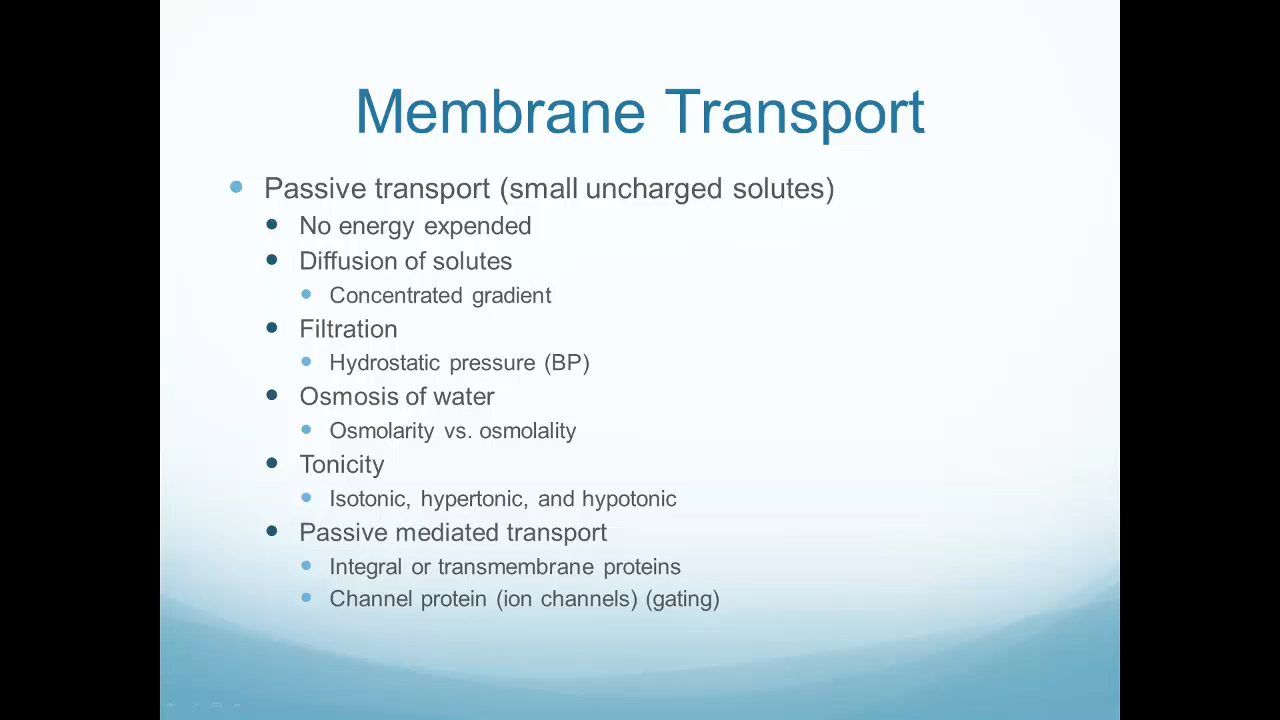 Membrane Transport
Passive transport (small uncharged solutes)
No energy expended
Diffusion of solutes
Concentrated gradient
Filtration
Hydrostatic pressure (BP)
Osmosis of water
Osmolarity vs. osmolality
Tonicity
Isotonic, hypertonic, and hypotonic
Passive mediated transport
Integral or transmembrane proteins
Channel protein (ion channels) (gating)